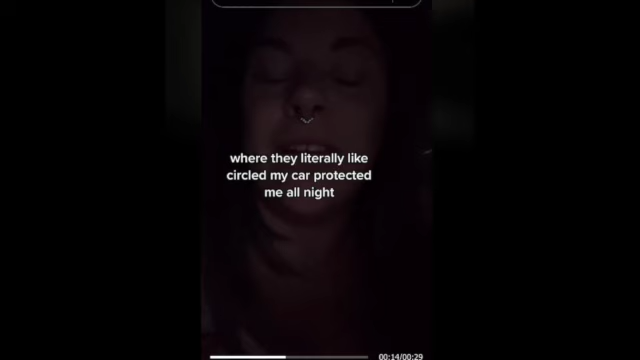 where they literally like
circled my car protected
me all night
00:14/00:29